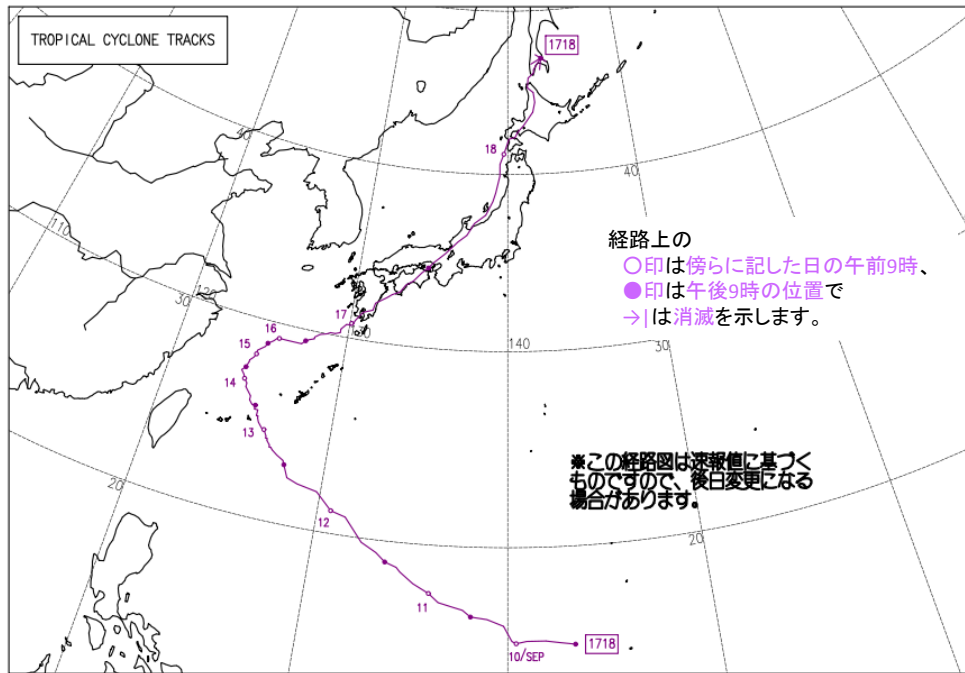 TROPICAL CYCLONE TRACKS
1718
18
40
40
110
30
120
経路上の
○印は傍らに記した日の午前9時、
●印は午後9時の位置で
→|は消滅を示します。
17
16
15
140
30
14
13
※この経路図は速報値に基づく
ものですので、後日変更になる
場合があります。
20
12
20
11
10/SEP
1718